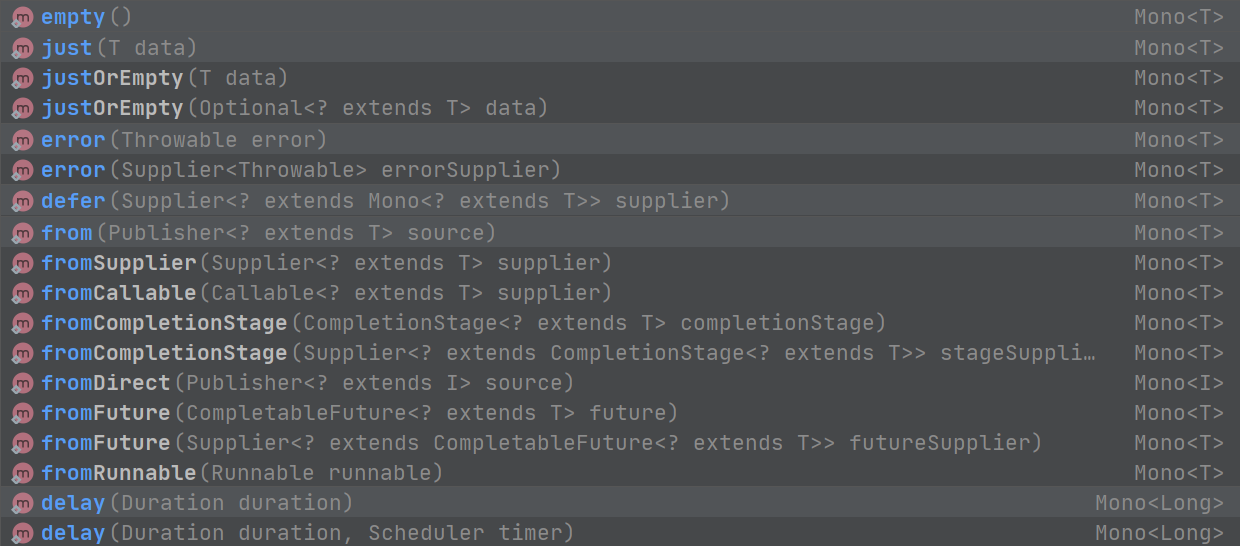 empty() Mono<T>
just(T data) Mono<T>
justOrEmpty(T data) Mono<T>
justOrEmpty(Optional<? extends T> data) Mono<T>
error(Throwable error) Mono<T>
error(Supplier<Throwable> errorSupplier) Mono<T>
defer(Supplier<? extends Mono<? extends T>> supplier) Mono<T>
from(Publisher<? extends T> source) Mono<T>
fromSupplier(Supplier<? extends T> supplier) Mono<T>
fromCallable(Callable<? extends T> supplier) Mono<T>
fromCompletionStage(CompletionStage<? extends T> completionStage) Mono<T>
fromCompletionStage(Supplier<? extends CompletionStage<? extends T>> stageSuppli… Mono<T>
fromDirect(Publisher<? extends I> source) Mono<I>
fromFuture(CompletableFuture<? extends T> future) Mono<T>
fromFuture(Supplier<? extends CompletableFuture<? extends T>> futureSupplier) Mono<T>
fromRunnable(Runnable runnable) Mono<T>
delay(Duration duration) Mono<Long>
delay(Duration duration, Scheduler timer) Mono<Long>